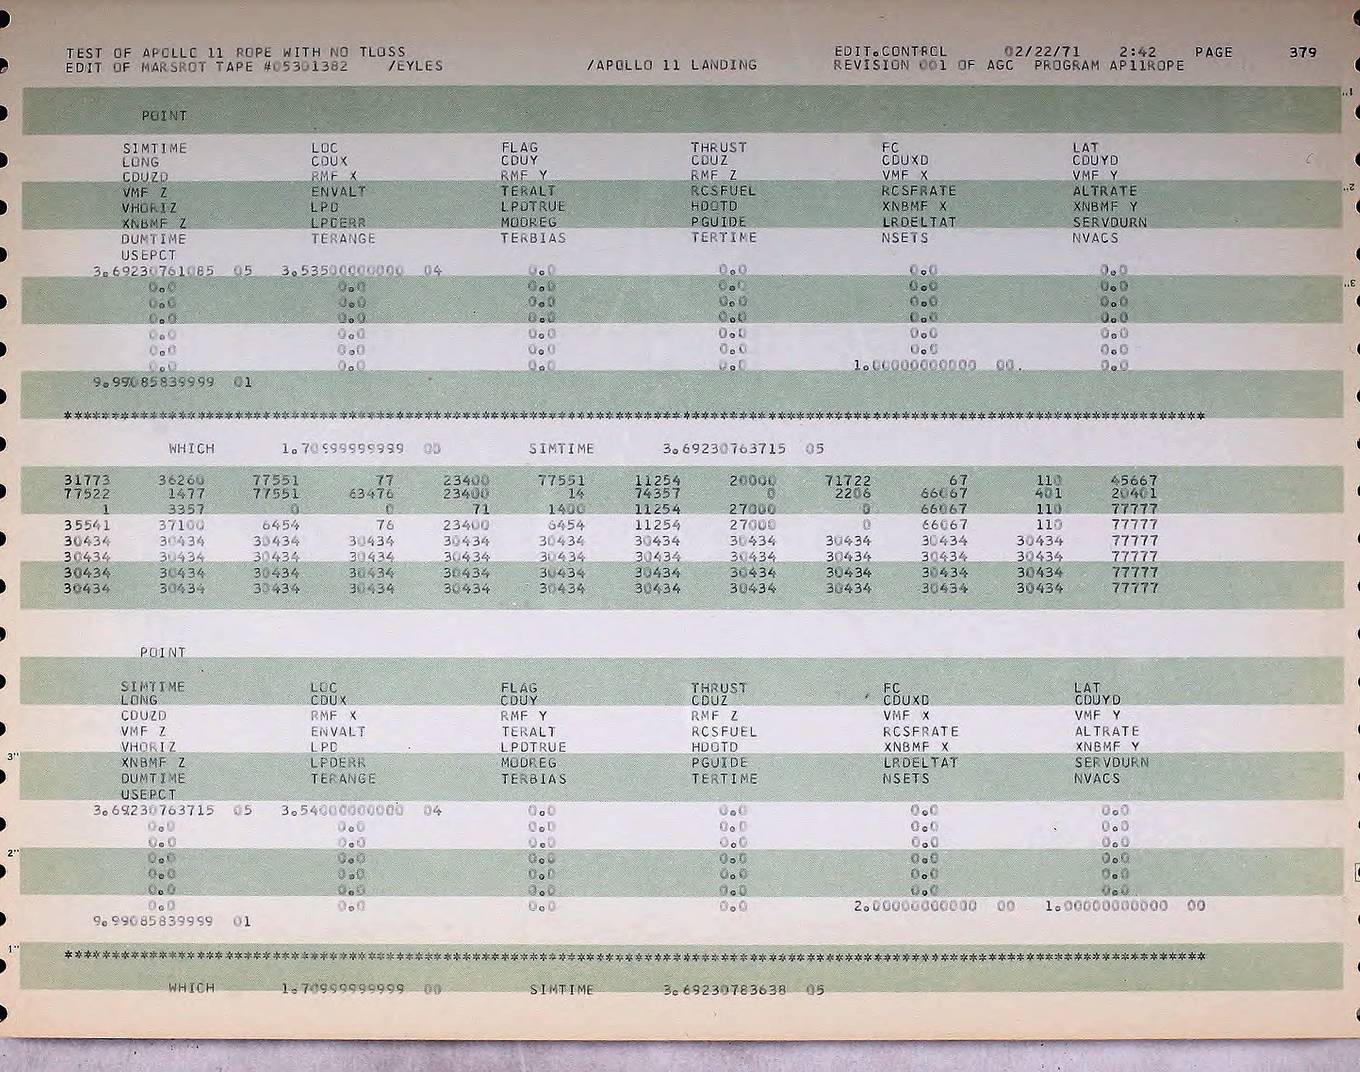 TEST OF APOLLO 11 ROPE WITH NO TLOSS EDIT.CONTROL 02/22/71 2:42 PAGE 379
EDIT OF MARSROT TAPE #05301382 /EYLES /APOLLO 11 LANDING REVISION 001 OF AGC PROGRAM AP11ROPE
POINT
SIMTIME LOC FLAG THRUST FC LAT
LONG CDUX CDUY CDUZ CDUXD CDUYD
CDUZD RMF X RMF Y RMF Z VMF X VMF Y
VMF Z ENVALT TERALT RCSFUEL RCSFRATE ALTRATE
VHORIZ LPD LPDTRUE HDOTD XNBMF X XNBMF Y
XNBMF Z LPDERR MODREG PGUIDE LRDELTAT SERVDURN
DUMTIME TERANGE TERBIAS TERTIME NSETS NVACS
USEPCT
3.69230761085 05 3.53500000000 04 0.0 0.0 0.0 0.0
0.0 0.0 0.0 0.0 0.0 0.0
0.0 0.0 0.0 0.0 0.0 0.0
0.0 0.0 0.0 0.0 0.0 0.0
0.0 0.0 0.0 0.0 0.0 0.0
0.0 0.0 0.0 0.0 0.0 0.0
0.0 0.0 0.0 0.0 1.00000000000 00 0.0
9.99085839999 01
************************************************************************************************************************
WHICH 1.70999999999 00 SIMTIME 3.69230763715 05
31773 36260 77551 77 23400 77551 11254 20000 71722 67 110 45667
77522 1477 77551 63476 23400 14 74357 0 2206 66067 401 20401
1 3357 0 0 71 1400 11254 27000 0 66067 110 77777
35541 37100 6454 76 23400 6454 11254 27000 0 66067 110 77777
30434 30434 30434 30434 30434 30434 30434 30434 30434 30434 30434 77777
30434 30434 30434 30434 30434 30434 30434 30434 30434 30434 30434 77777
30434 30434 30434 30434 30434 30434 30434 30434 30434 30434 30434 77777
30434 30434 30434 30434 30434 30434 30434 30434 30434 30434 30434 77777
POINT
SIMTIME LOC FLAG THRUST FC LAT
LONG CDUX CDUY CDUZ CDUXD CDUYD
CDUZD RMF X RMF Y RMF Z VMF X VMF Y
VMF Z ENVALT TERALT RCSFUEL RCSFRATE ALTRATE
VHORIZ LPD LPDTRUE HDOTD XNBMF X XNBMF Y
XNBMF Z LPDERR MODREG PGUIDE LRDELTAT SERVDURN
DUMTIME TERANGE TERBIAS TERTIME NSETS NVACS
USEPCT
3.69230763715 05 3.54000000000 04 0.0 0.0 0.0 0.0
0.0 0.0 0.0 0.0 0.0 0.0
0.0 0.0 0.0 0.0 0.0 0.0
0.0 0.0 0.0 0.0 0.0 0.0
0.0 0.0 0.0 0.0 0.0 0.0
0.0 0.0 0.0 0.0 0.0 0.0
0.0 0.0 0.0 0.0 2.00000000000 00 1.00000000000 00
9.99085839999 01
************************************************************************************************************************
WHICH 1.70999999999 00 SIMTIME 3.69230783638 05
3"
2"
1"
1"
2"
3"